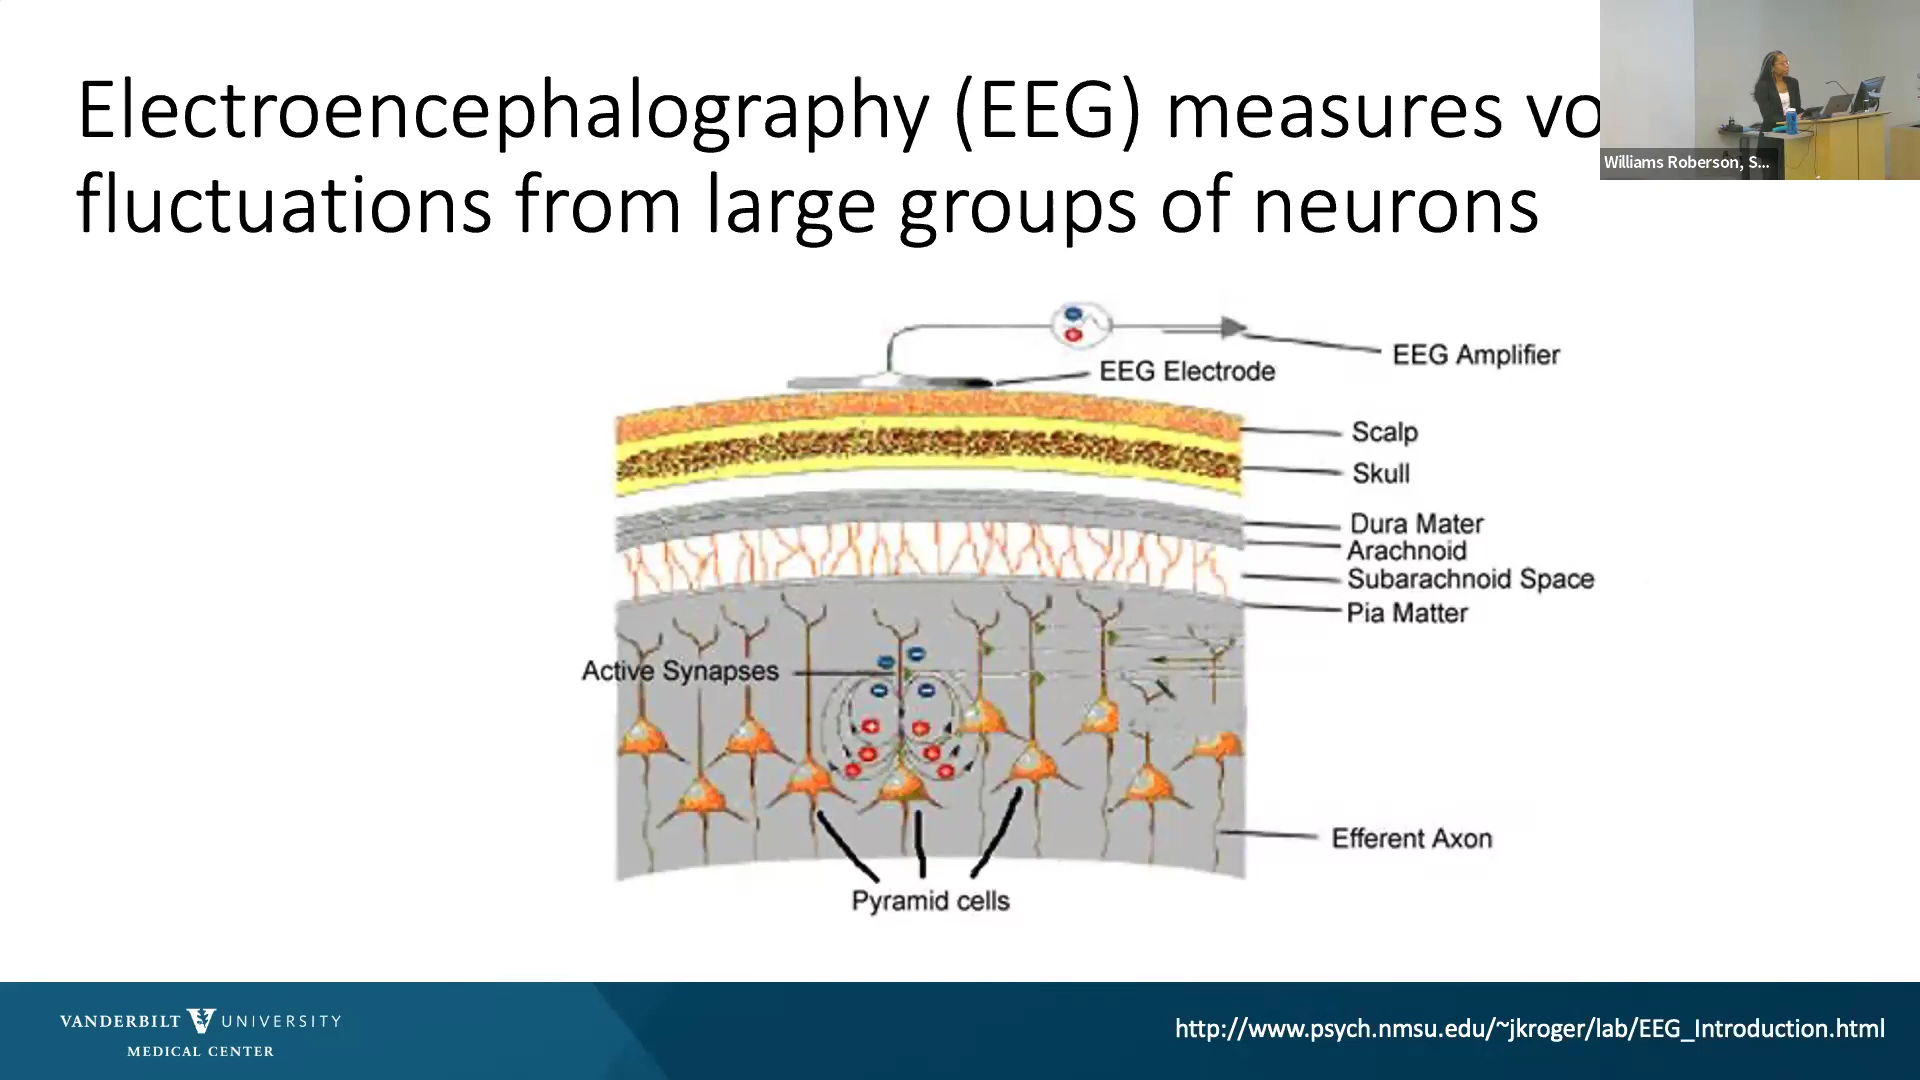 Electroencephalography (EEG) measures vo
fluctuations from large groups of neurons
Williams Roberson, S...
EEG Amplifier
EEG Electrode
Scalp
Skull
Dura Mater
Arachnoid
Subarachnoid Space
Pia Matter
Active Synapses
Efferent Axon
Pyramid cells
VANDERBILT UNIVERSITY
MEDICAL CENTER
http://www.psych.nmsu.edu/~jkroger/lab/EEG_Introduction.html